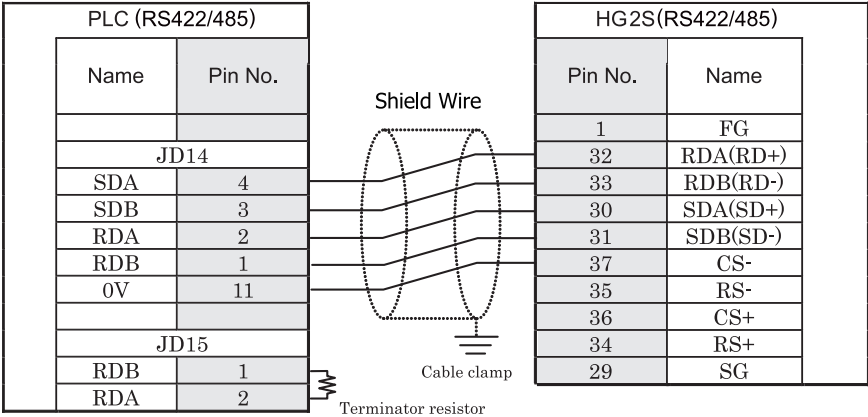 PLC (RS422/485)
Name Pin No.
JD14
SDA 4
SDB 3
RDA 2
RDB 1
0V 11
JD15
RDB 1
RDA 2
Shield Wire
Cable clamp
Terminator resistor
HG2S(RS422/485)
Pin No. Name
1 FG
32 RDA(RD+)
33 RDB(RD-)
30 SDA(SD+)
31 SDB(SD-)
37 CS-
35 RS-
36 CS+
34 RS+
29 SG